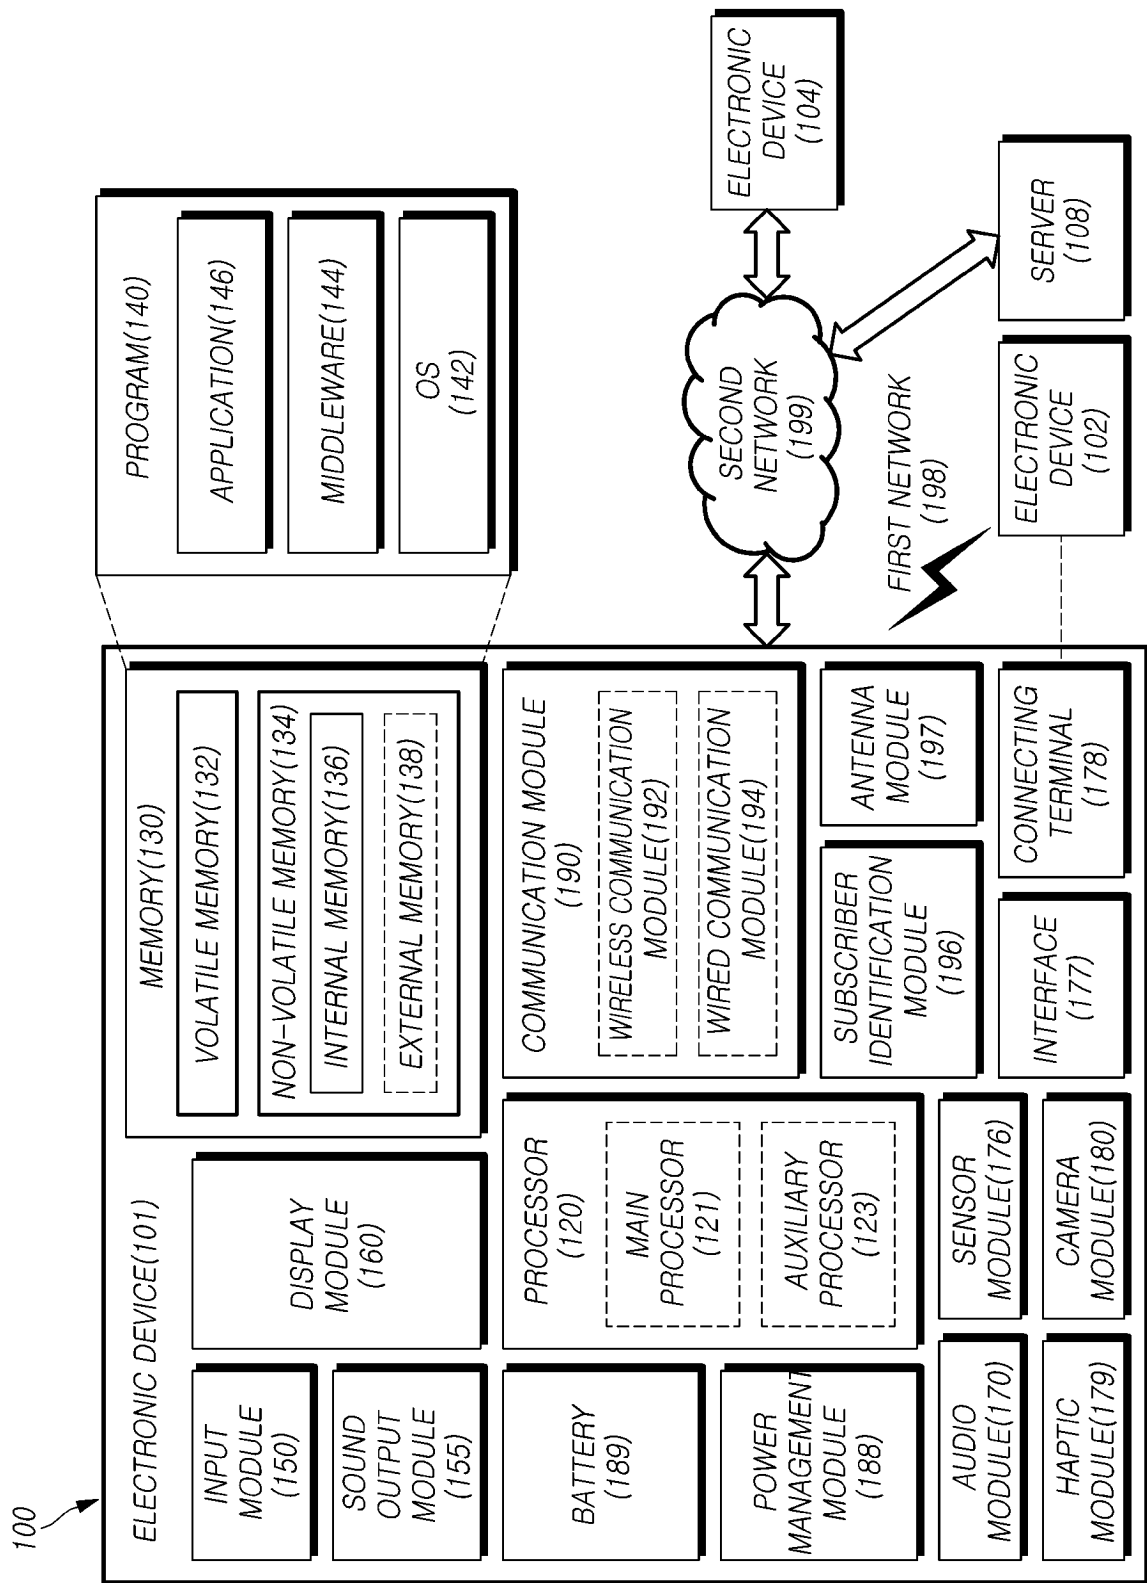 100
ELECTRONIC DEVICE(101)
INPUT
MODULE
(150)
SOUND
OUTPUT
MODULE
(155)
DISPLAY
MODULE
(160)
MEMORY(130)
VOLATILE MEMORY(132)
NON-VOLATILE MEMORY(134)
INTERNAL MEMORY(136)
EXTERNAL MEMORY(138)
PROGRAM(140)
APPLICATION(146)
MIDDLEWARE(144)
OS
(142)
BATTERY
(189)
POWER
MANAGEMENT
MODULE
(188)
PROCESSOR
(120)
MAIN
PROCESSOR
(121)
AUXILIARY
PROCESSOR
(123)
COMMUNICATION MODULE
(190)
WIRELESS COMMUNICATION
MODULE(192)
WIRED COMMUNICATION
MODULE(194)
SUBSCRIBER
IDENTIFICATION
MODULE
(196)
ANTENNA
MODULE
(197)
AUDIO
MODULE(170)
SENSOR
MODULE(176)
HAPTIC
MODULE(179)
CAMERA
MODULE(180)
INTERFACE
(177)
CONNECTING
TERMINAL
(178)
SECOND
NETWORK
(199)
ELECTRONIC
DEVICE
(104)
FIRST NETWORK
(198)
ELECTRONIC
DEVICE
(102)
SERVER
(108)